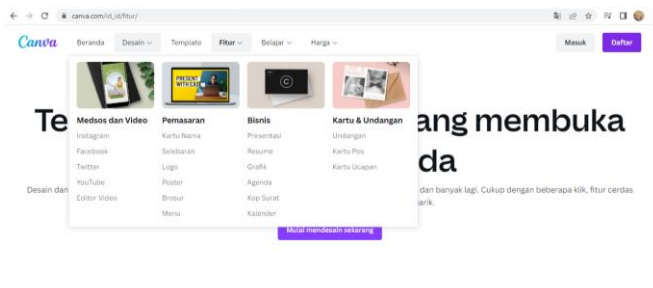 canva.com/id_id/fitur/
Canva Beranda Desain Template Fitur Belajar Harga Masuk Daftar
PRESENT
WITH EASE
C
Te ang membuka
da
Medsos dan Video Pemasaran Bisnis Kartu & Undangan
Instagram Kartu Nama Presentasi Undangan
Facebook Selebaran Resume Kartu Pos
Twitter Logo Grafik Kartu Ucapan
YouTube Poster Agenda
Editor Video Brosur Kop Surat
Menu Kalender
Desain dan dan banyak lagi. Cukup dengan beberapa klik, fitur cerdas
arik.
Mulai mendesain sekarang